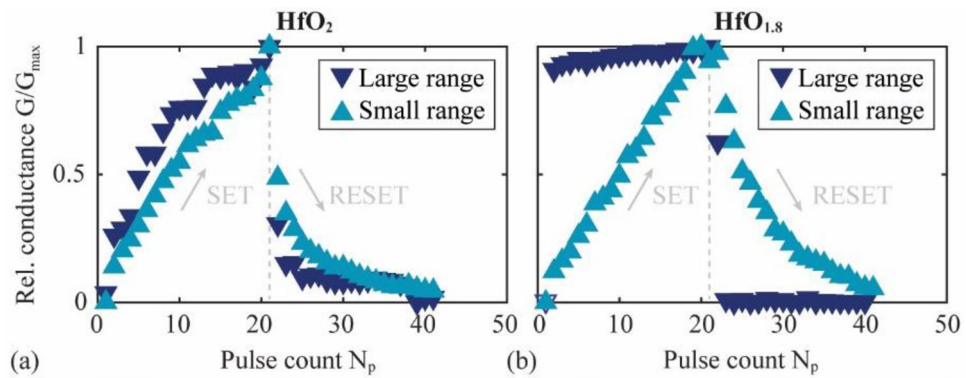 HfO2
HfO1.8
Rel. conductance G/Gmax
1
0.5
0
Large range
Small range
SET
RESET
0
10
20
30
40
50
(a)
Pulse count Np
Large range
Small range
SET
RESET
0
10
20
30
40
50
(b)
Pulse count Np